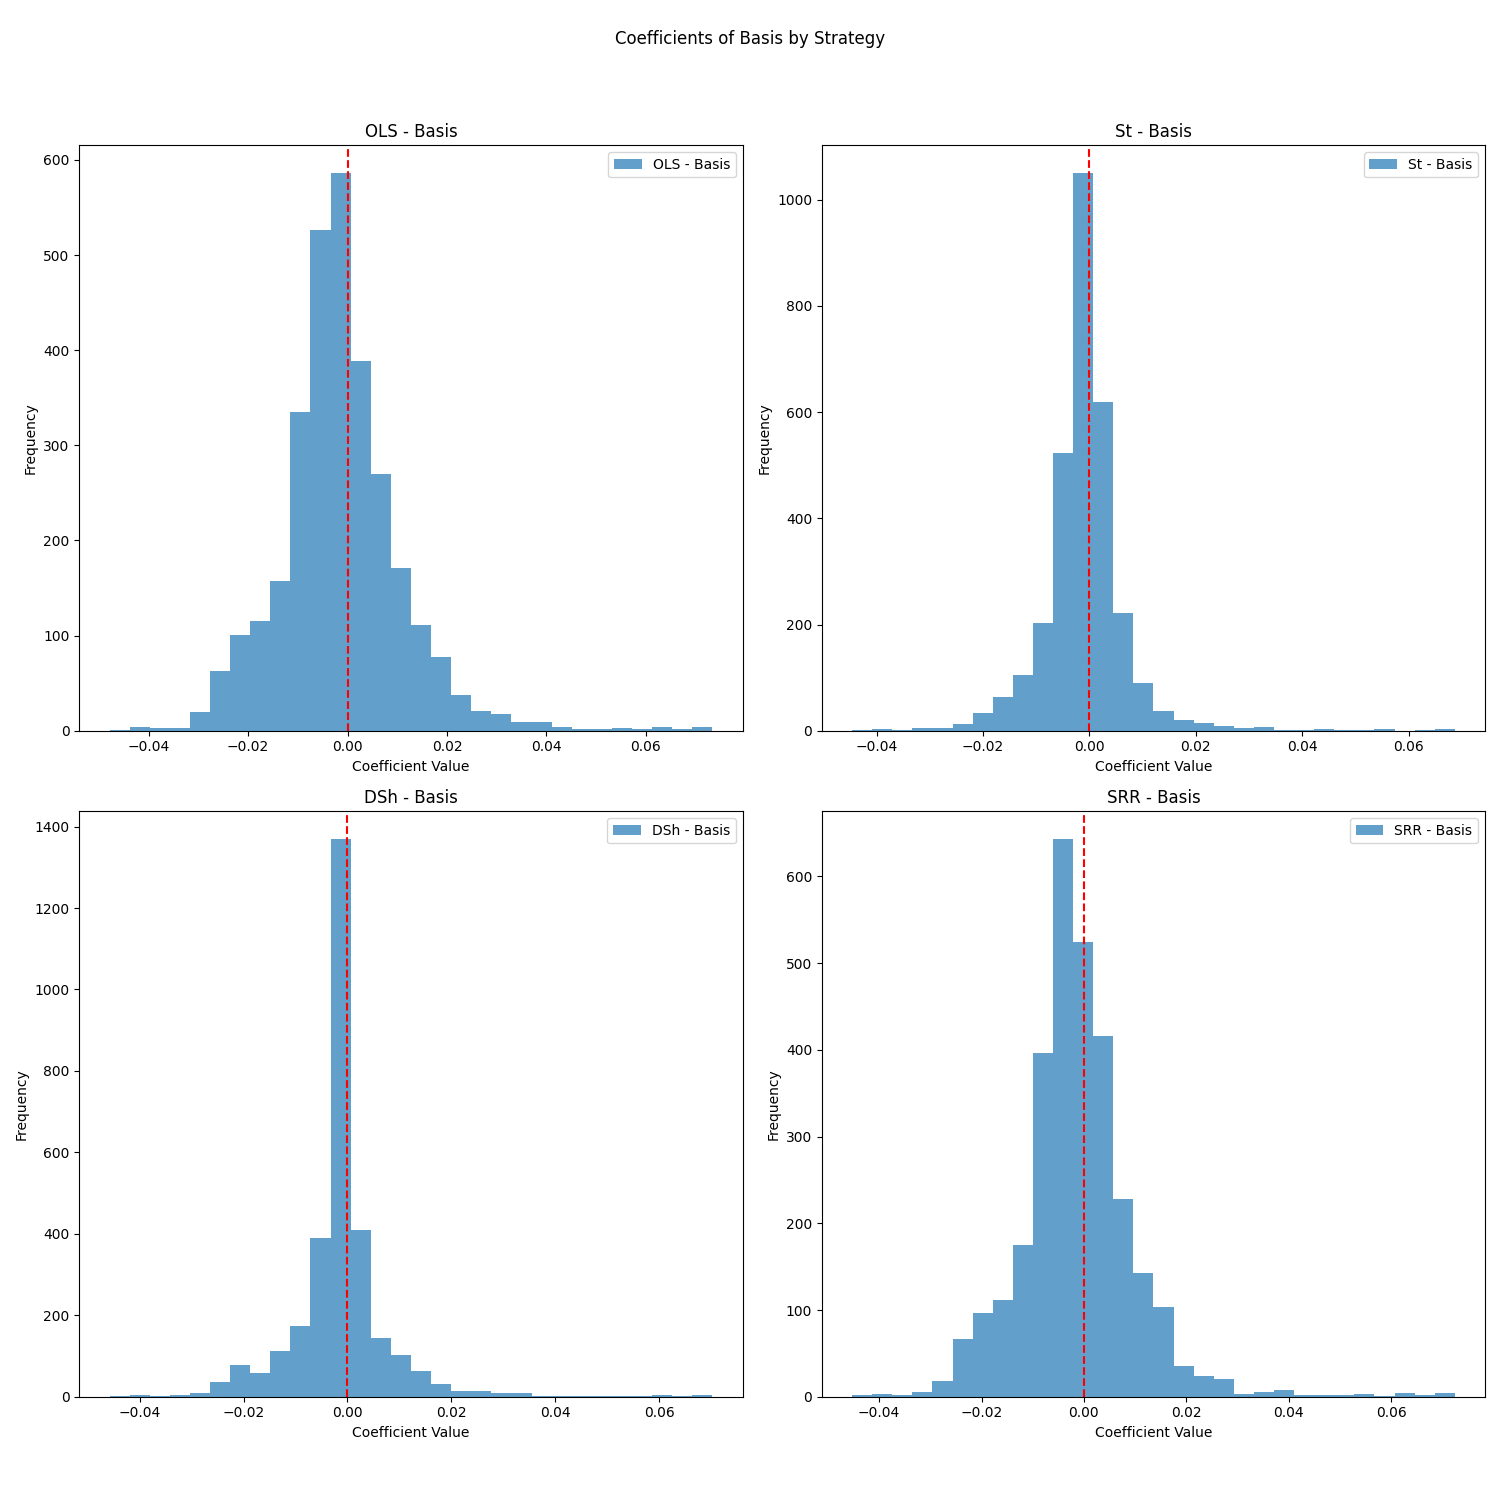 Coefficients of Basis by Strategy
OLS - Basis
OLS - Basis
600
500
400
300
200
100
0
Frequency
−0.04 −0.02 0.00 0.02 0.04 0.06
Coefficient Value
St - Basis
St - Basis
1000
800
600
400
200
0
Frequency
−0.04 −0.02 0.00 0.02 0.04 0.06
Coefficient Value
DSh - Basis
DSh - Basis
1400
1200
1000
800
600
400
200
0
Frequency
−0.04 −0.02 0.00 0.02 0.04 0.06
Coefficient Value
SRR - Basis
SRR - Basis
600
500
400
300
200
100
0
Frequency
−0.04 −0.02 0.00 0.02 0.04 0.06
Coefficient Value